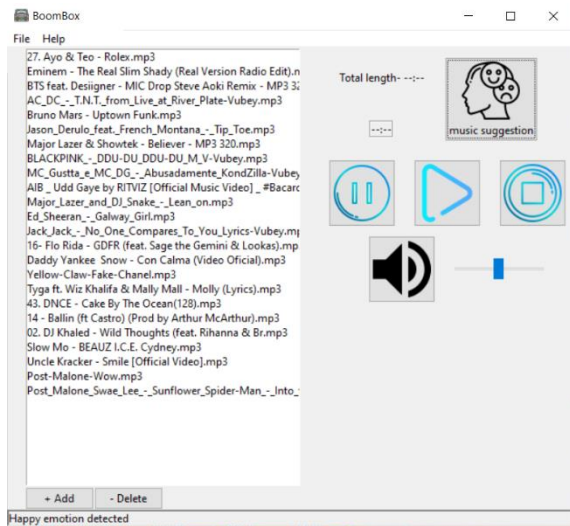 BoomBox
File Help
27. Ayo & Teo - Rolex.mp3
Eminem - The Real Slim Shady (Real Version Radio Edit).n
BTS feat. Desiigner - MIC Drop Steve Aoki Remix - MP3 32
AC_DC_-_T.N.T._from_Live_at_River_Plate-Vubey.mp3
Bruno Mars - Uptown Funk.mp3
Jason_Derulo_feat._French_Montana_-_Tip_Toe.mp3
Major Lazer & Showtek - Believer - MP3 320.mp3
BLACKPINK_-_DDU-DU_DDU-DU_M_V-Vubey.mp3
MC_Gustta_e_MC_DG_-_Abusadamente_KondZilla-Vubey
AIB _ Udd Gaye by RITVIZ [Official Music Video] _ #Bacard
Major_Lazer_and_DJ_Snake_-_Lean_on.mp3
Ed_Sheeran_-_Galway_Girl.mp3
Jack_Jack_-_No_One_Compares_To_You_Lyrics-Vubey.mp
16- Flo Rida - GDFR (feat. Sage the Gemini & Lookas).mp
Daddy Yankee Snow - Con Calma (Video Oficial).mp3
Yellow-Claw-Fake-Chanel.mp3
Tyga ft. Wiz Khalifa & Mally Mall - Molly (Lyrics).mp3
43. DNCE - Cake By The Ocean(128).mp3
14 - Ballin (ft Castro) (Prod by Arthur McArthur).mp3
02. DJ Khaled - Wild Thoughts (feat. Rihanna & Br.mp3
Slow Mo - BEAUZ I.C.E. Cydney.mp3
Uncle Kracker - Smile [Official Video].mp3
Post-Malone-Wow.mp3
Post_Malone_Swae_Lee_-_Sunflower_Spider-Man_-_Into_
Total length- --:--
--:--
music suggestion
+ Add - Delete
Happy emotion detected